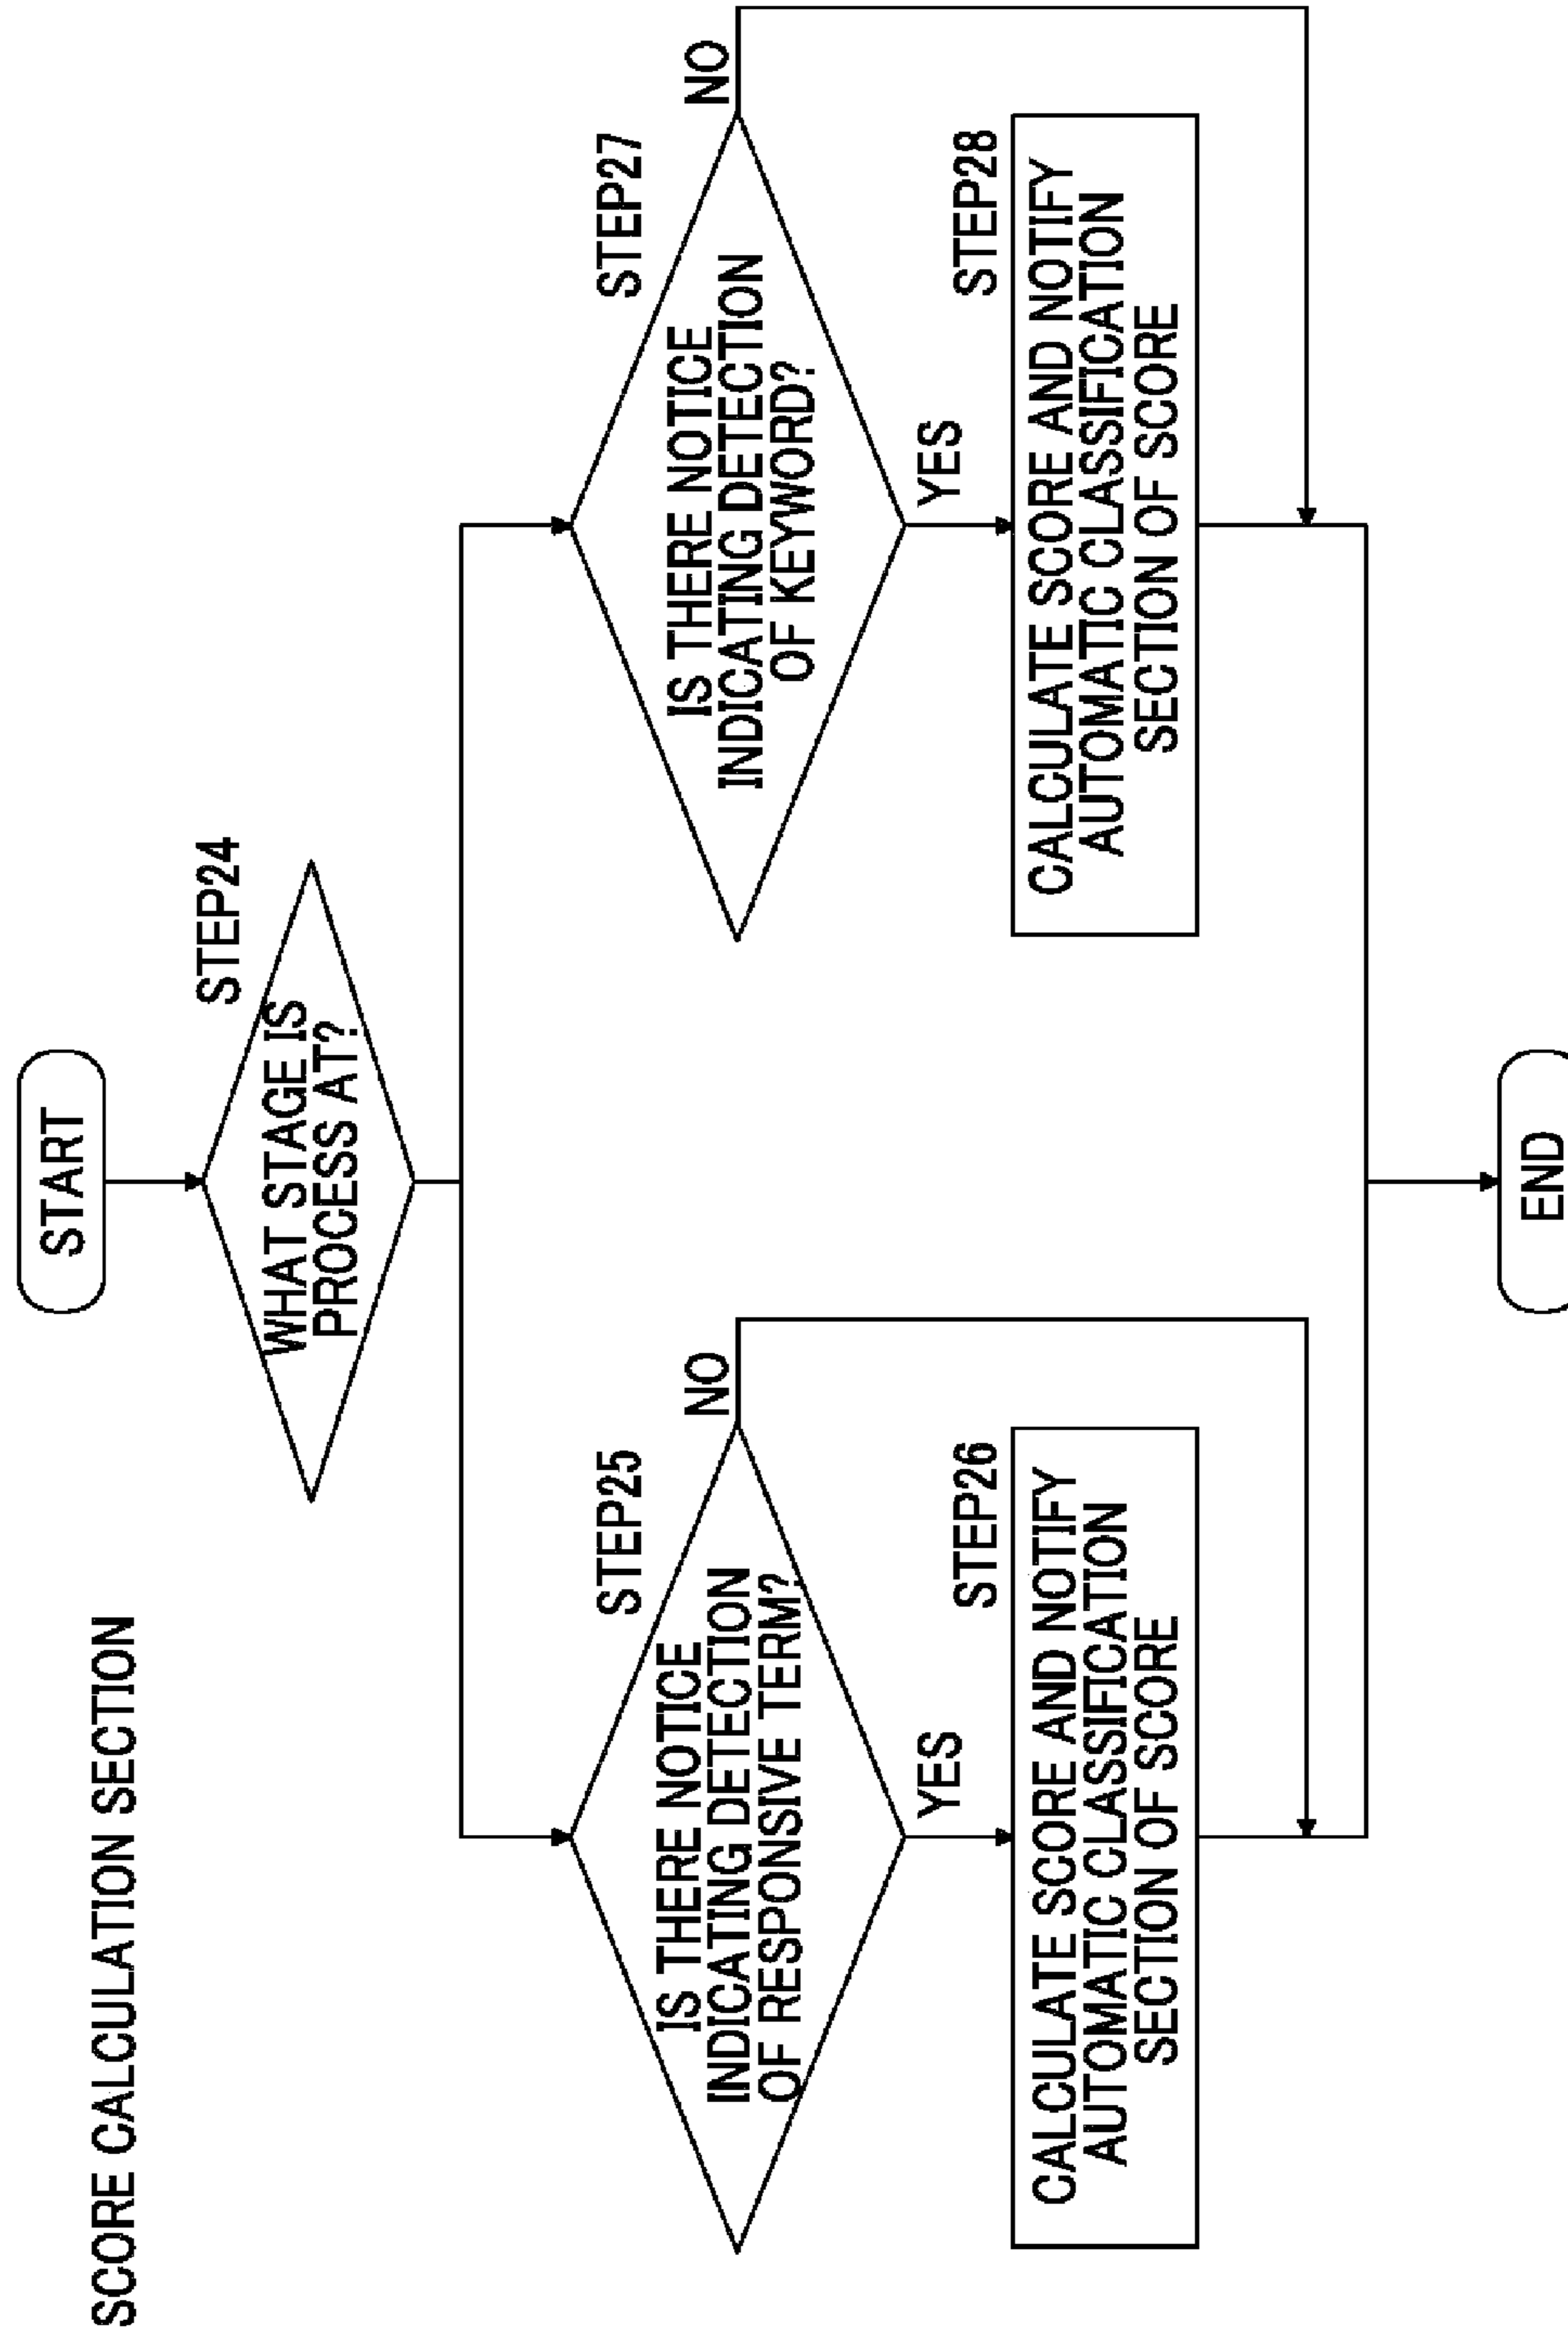 SCORE CALCULATION SECTION
START
STEP24
WHAT STAGE IS
PROCESS AT?
STEP25
IS THERE NOTICE
INDICATING DETECTION
OF RESPONSIVE TERM?
NO
YES
STEP26
CALCULATE SCORE AND NOTIFY
AUTOMATIC CLASSIFICATION
SECTION OF SCORE
STEP27
IS THERE NOTICE
INDICATING DETECTION
OF KEYWORD?
NO
YES
STEP28
CALCULATE SCORE AND NOTIFY
AUTOMATIC CLASSIFICATION
SECTION OF SCORE
END